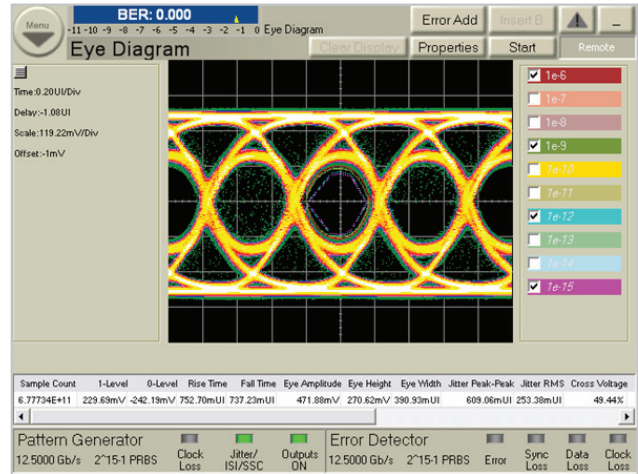 Menu
BER: 0.000
-11 -10 -9 -8 -7 -6 -5 -4 -3 -2 -1 0 Eye Diagram
Error Add
Insert B
Eye Diagram
Clear Display
Properties
Start
Remote
Time:0.20UI/Div
Delay:-1.08UI
Scale:119.22mV/Div
Offset:-1mV
1e-6
1e-7
1e-8
1e-9
1e-10
1e-11
1e-12
1e-13
1e-14
1e-15
Sample Count 1-Level 0-Level Rise Time Fall Time Eye Amplitude Eye Height Eye Width Jitter Peak-Peak Jitter RMS Cross Voltage
6.77734E+11 229.69mV -242.19mV 752.70mUI 737.23mUI 471.88mV 270.62mV 390.93mUI 609.06mUI 253.38mUI 49.44%
Pattern Generator
12.5000 Gb/s 2^15-1 PRBS
Clock Loss
Jitter/ ISI/SSC
Outputs ON
Error Detector
12.5000 Gb/s 2^15-1 PRBS
Error
Sync Loss
Data Loss
Clock Loss